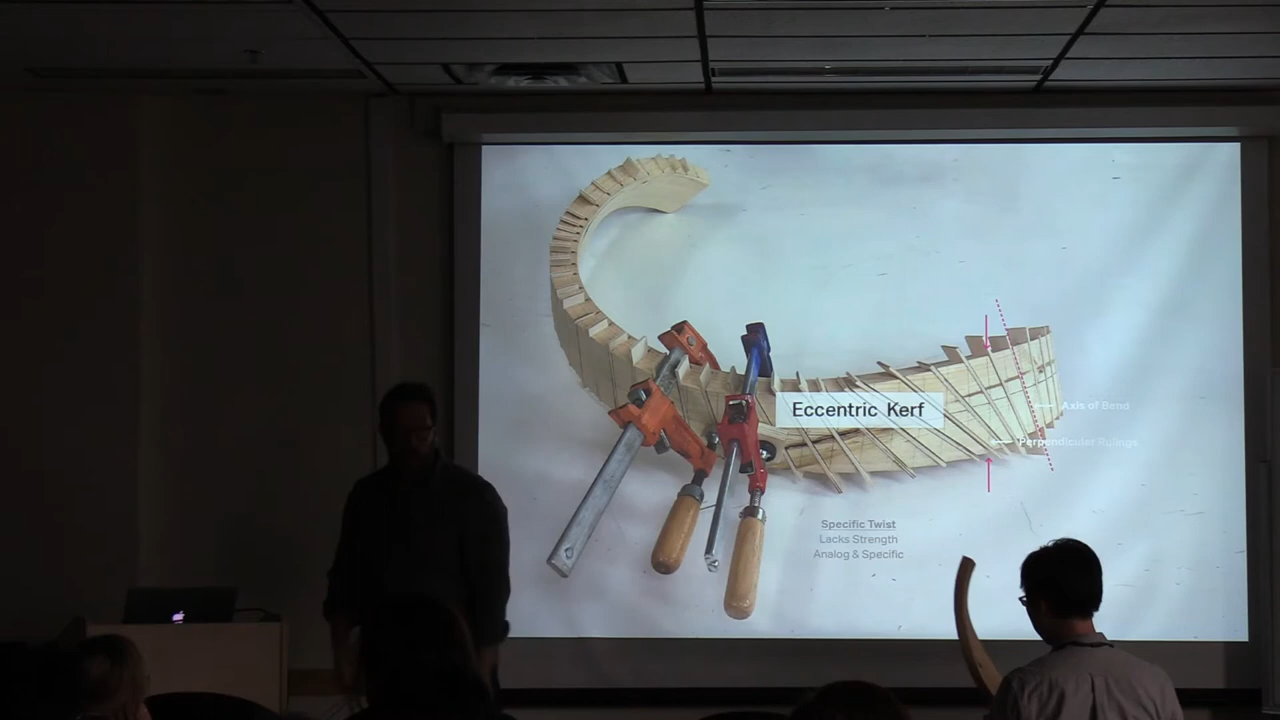 Eccentric Kerf
Axis of Bend
Perpendicular Rulings
Specific Twist
Lacks Strength
Analog & Specific